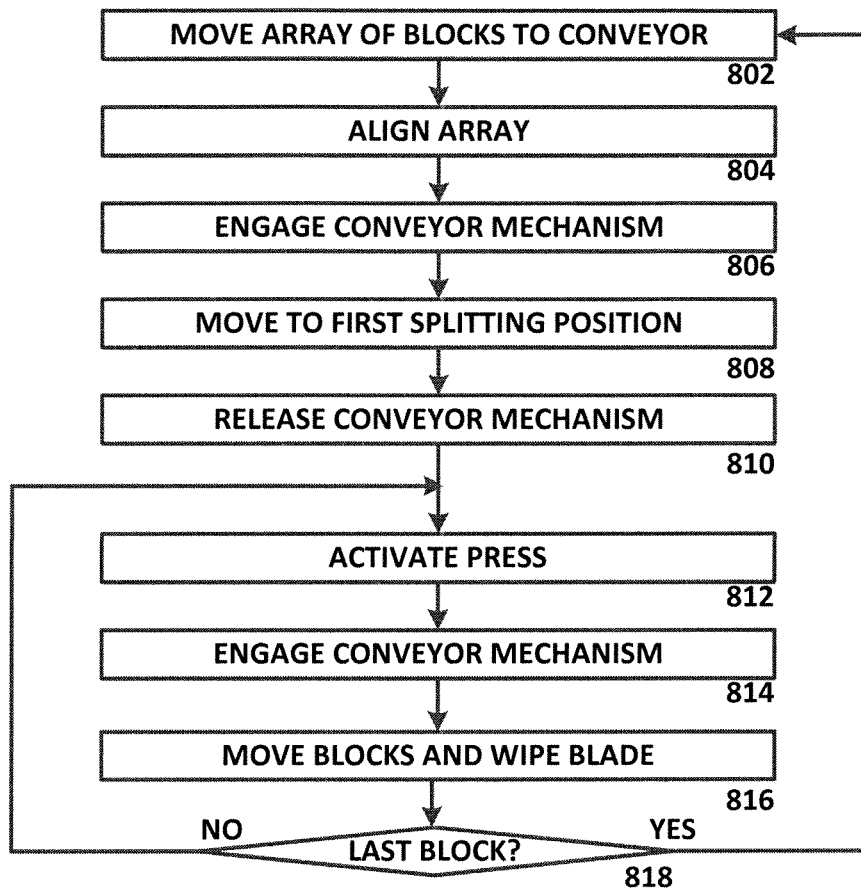 MOVE ARRAY OF BLOCKS TO CONVEYOR
802
ALIGN ARRAY
804
ENGAGE CONVEYOR MECHANISM
806
MOVE TO FIRST SPLITTING POSITION
808
RELEASE CONVEYOR MECHANISM
810
ACTIVATE PRESS
812
ENGAGE CONVEYOR MECHANISM
814
MOVE BLOCKS AND WIPE BLADE
816
NO YES
LAST BLOCK?
818